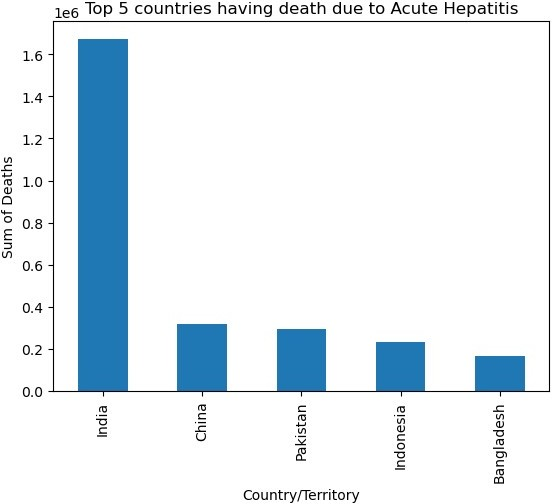 Top 5 countries having death due to Acute Hepatitis
1e6
1.6
1.4
1.2
1.0
0.8
0.6
0.4
0.2
0.0
Sum of Deaths
India
China
Pakistan
Indonesia
Bangladesh
Country/Territory